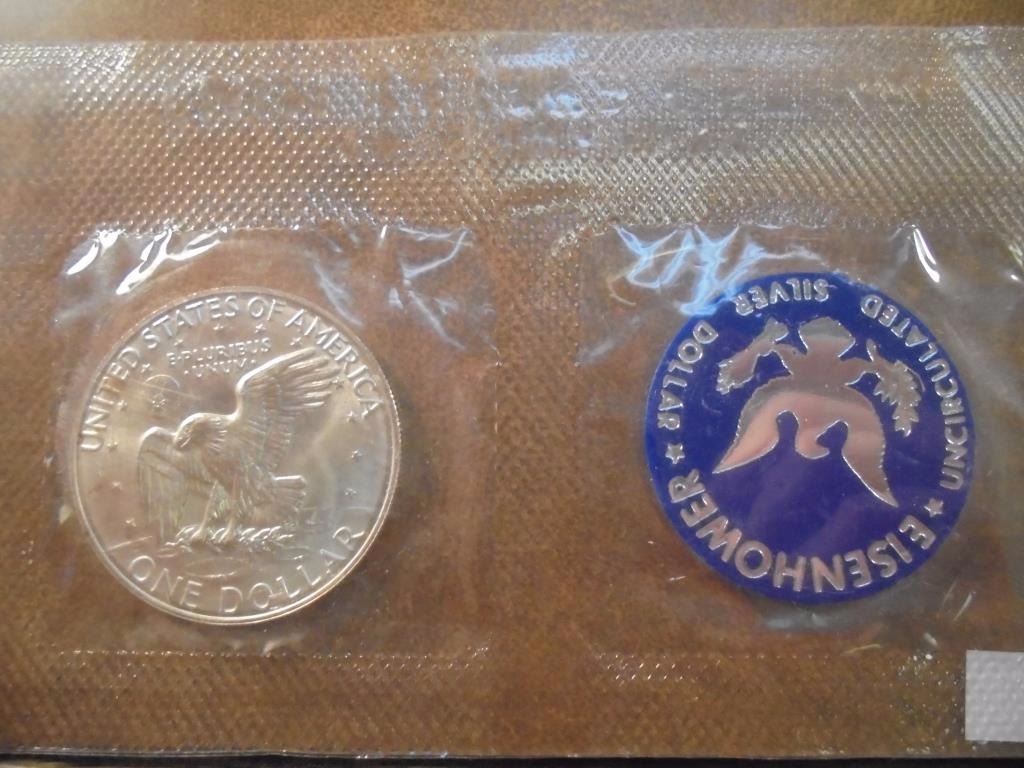 UNITED STATES OF AMERICA
E PLURIBUS
UNUM
ONE DOLLAR
EISENHOWER
UNCIRCULATED SILVER DOLLAR